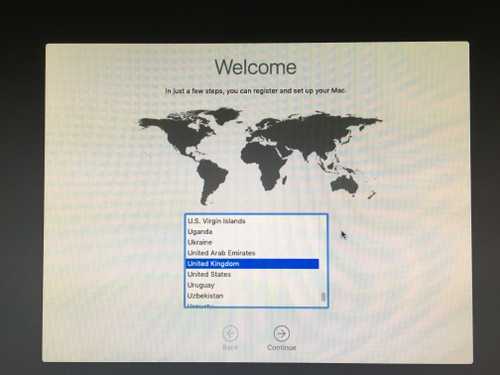 Welcome
In just a few steps, you can register and set up your Mac.
U.S. Virgin Islands
Uganda
Ukraine
United Arab Emirates
United Kingdom
United States
Uruguay
Uzbekistan
Back
Continue